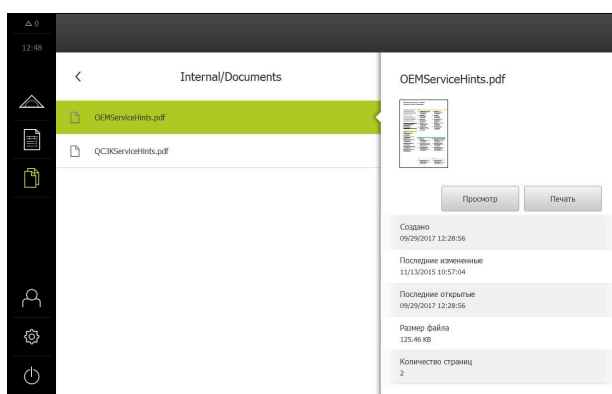 △ 0
12:48
Internal/Documents
OEMServiceHints.pdf
QC3KServiceHints.pdf
OEMServiceHints.pdf
Просмотр
Печать
Создано
09/29/2017 12:28:56
Последние измененные
11/13/2015 10:57:04
Последние открытые
09/29/2017 12:28:56
Размер файла
125.46 KB
Количество страниц
2